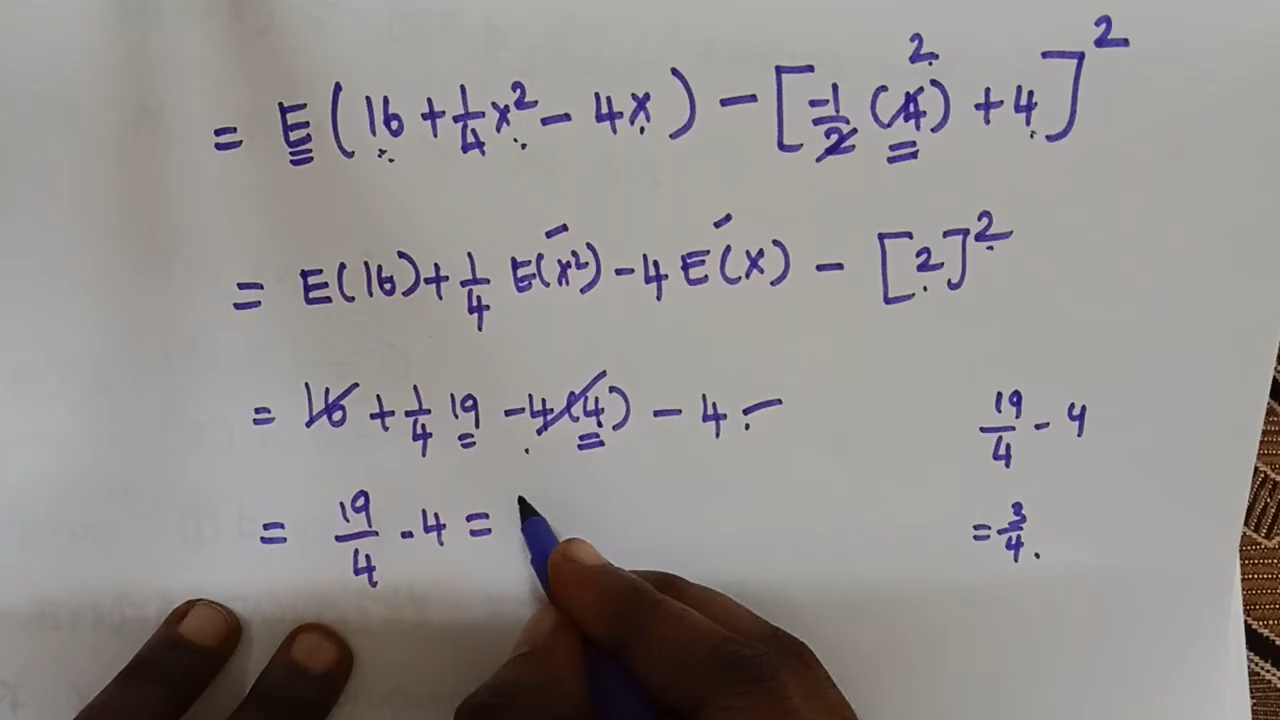 = E(16 + 1/4 x² - 4x) - [-1/2 (4) + 4]²
2
= E(16) + 1/4 E(x²) - 4 E(x) - [2]²
= 16 + 1/4 19 - 4(4) - 4
19/4 - 4
= 19/4 - 4 =
= 3/4.